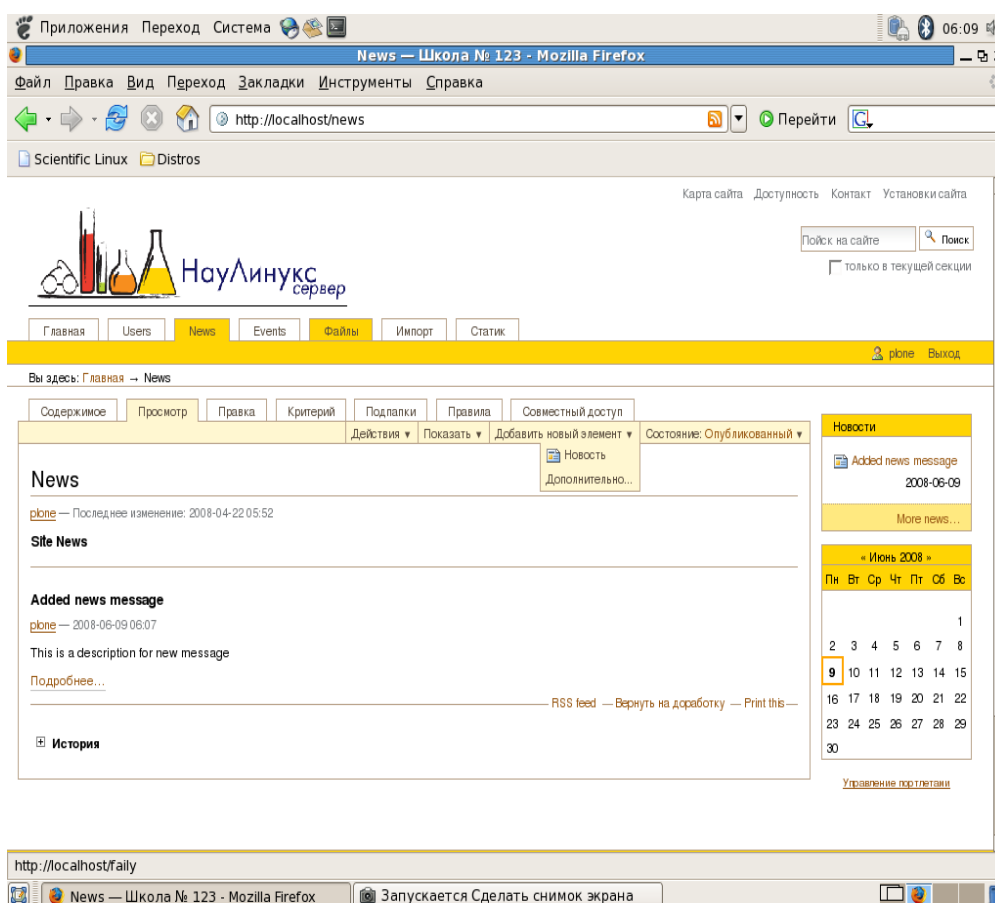 Приложения Переход Система 06:09
News — Школа № 123 - Mozilla Firefox
Файл Правка Вид Переход Закладки Инструменты Справка
http://localhost/news Перейти G
Scientific Linux Distros
Карта сайта Доступность Контакт Установки сайта
Поиск на сайте Поиск
только в текущей секции
НауЛинукс
сервер
Главная Users News Events Файлы Импорт Статик
plone Выход
Вы здесь: Главная → News
Содержимое Просмотр Правка Критерий Подпапки Правила Совместный доступ
Действия Показать Добавить новый элемент Состояние: Опубликованный
Новость
Дополнительно...
News
plone — Последнее изменение: 2008-04-22 05:52
Site News
Added news message
plone — 2008-06-09 06:07
This is a description for new message
Подробнее...
RSS feed — Вернуть на доработку — Print this —
История
Новости
Added news message
2008-06-09
More news...
« Июнь 2008 »
Пн Вт Ср Чт Пт Сб Вс
1
2 3 4 5 6 7 8
9 10 11 12 13 14 15
16 17 18 19 20 21 22
23 24 25 26 27 28 29
30
Управление портлетами
http://localhost/faily
News — Школа № 123 - Mozilla Firefox Запускается Сделать снимок экрана